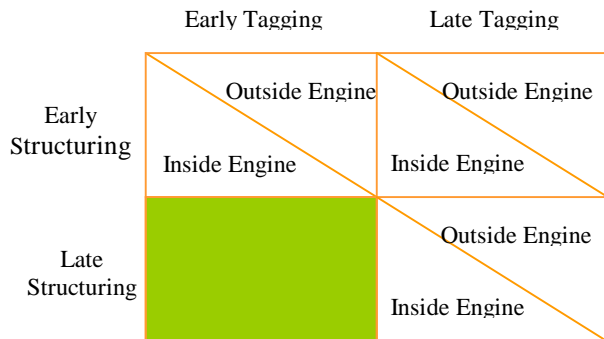 Early Tagging Late Tagging
Outside Engine Outside Engine
Early
Structuring
Inside Engine Inside Engine
Outside Engine
Late
Structuring
Inside Engine